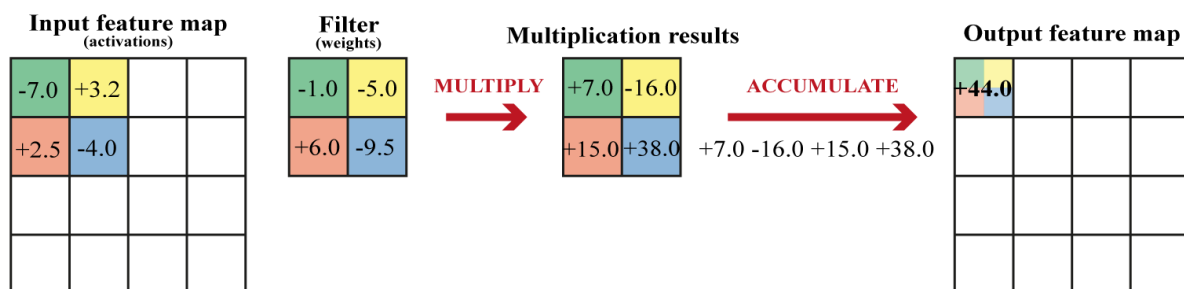 Input feature map
(activations)
Filter
(weights)
Multiplication results
Output feature map
-7.0 +3.2
+2.5 -4.0
-1.0 -5.0
+6.0 -9.5
MULTIPLY
+7.0 -16.0
+15.0 +38.0
ACCUMULATE
+7.0 -16.0 +15.0 +38.0
+44.0